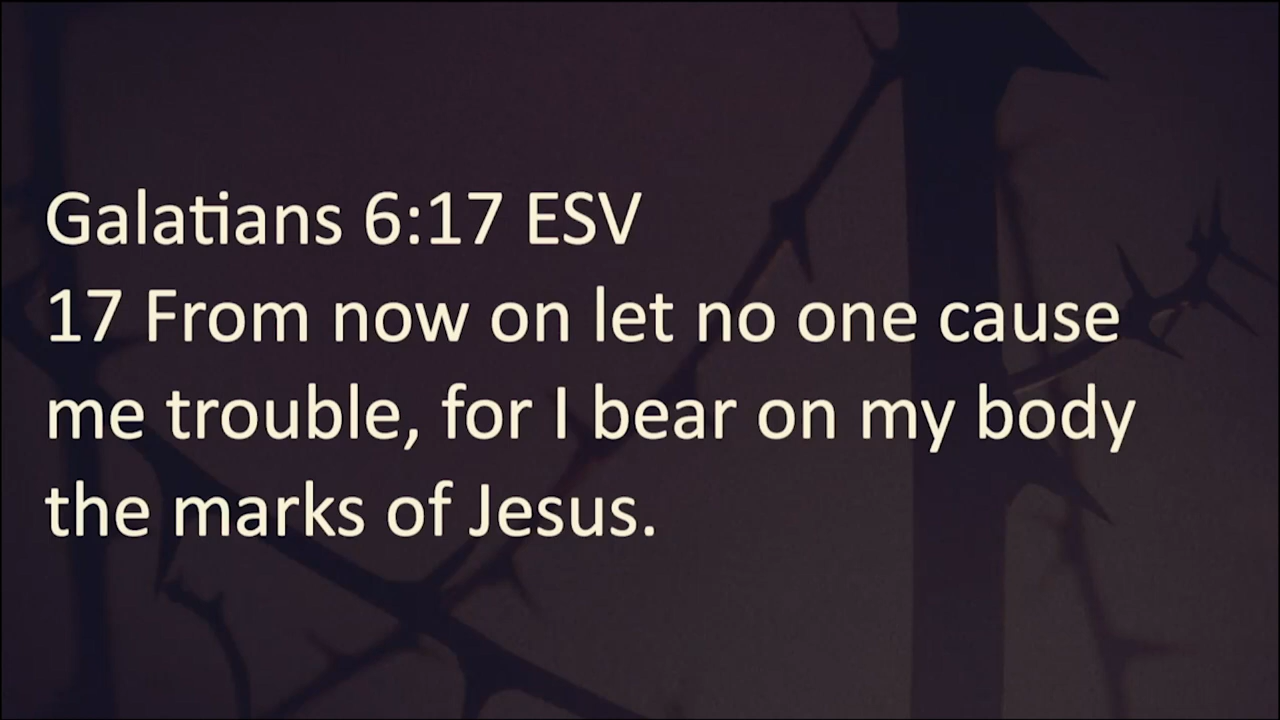 Galatians 6:17 ESV
17 From now on let no one cause
me trouble, for I bear on my body
the marks of Jesus.